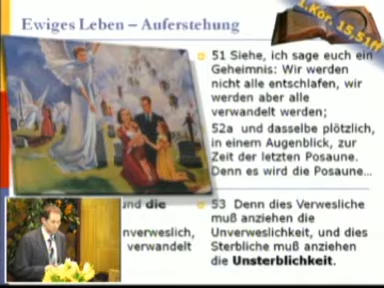 Ewiges Leben – Auferstehung
1.Kor. 15,51ff
51 Siehe, ich sage euch ein
Geheimnis: Wir werden
nicht alle entschlafen, wir
werden aber alle
verwandelt werden;
52a und dasselbe plötzlich,
in einem Augenblick, zur
Zeit der letzten Posaune.
Denn es wird die Posaune...
und die
nverweslich,
verwandelt
53 Denn dies Verwesliche
muß anziehen die
Unverweslichkeit, und dies
Sterbliche muß anziehen
die Unsterblichkeit.